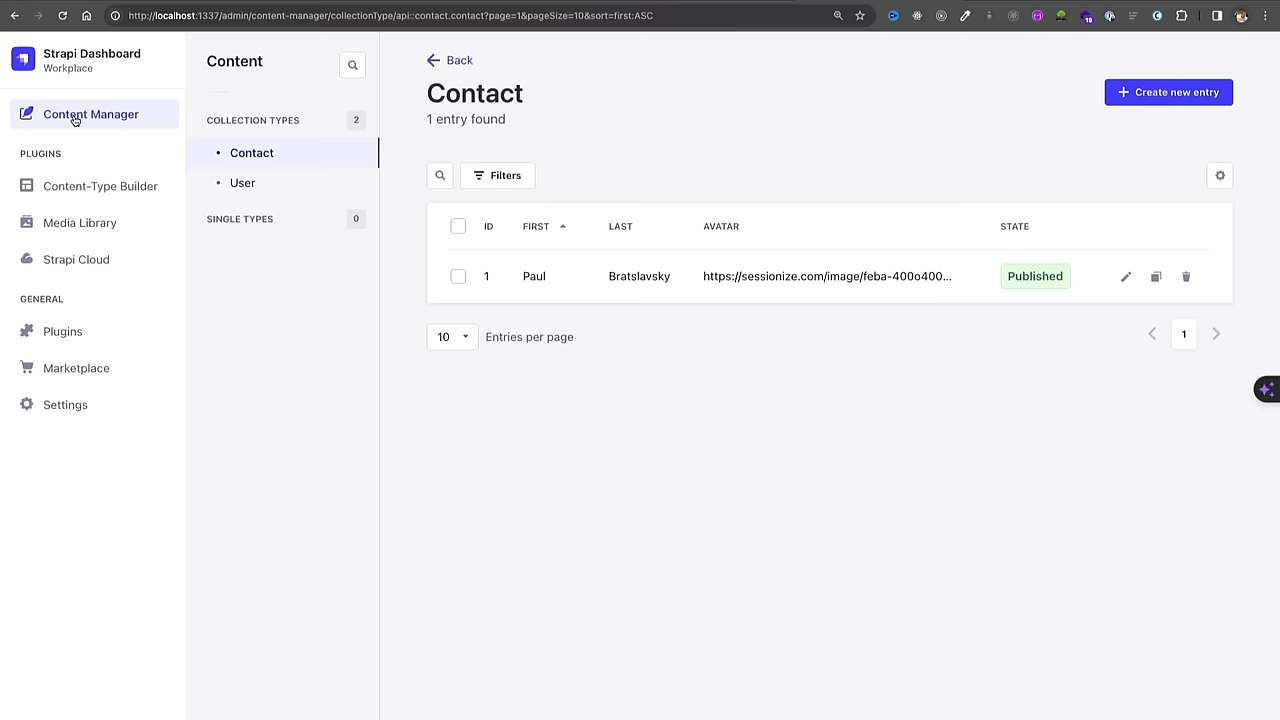 http://localhost:1337/admin/content-manager/collectionType/api::contact.contact?page=1&pageSize=10&sort=first:ASC
19
Strapi Dashboard
Workplace
Content Manager
PLUGINS
Content-Type Builder
Media Library
Strapi Cloud
GENERAL
Plugins
Marketplace
Settings
Content
COLLECTION TYPES 2
Contact
User
SINGLE TYPES 0
Back
Contact
1 entry found
Create new entry
Filters
ID FIRST LAST AVATAR STATE
1 Paul Bratslavsky https://sessionize.com/image/feba-400o400... Published
10 Entries per page
1